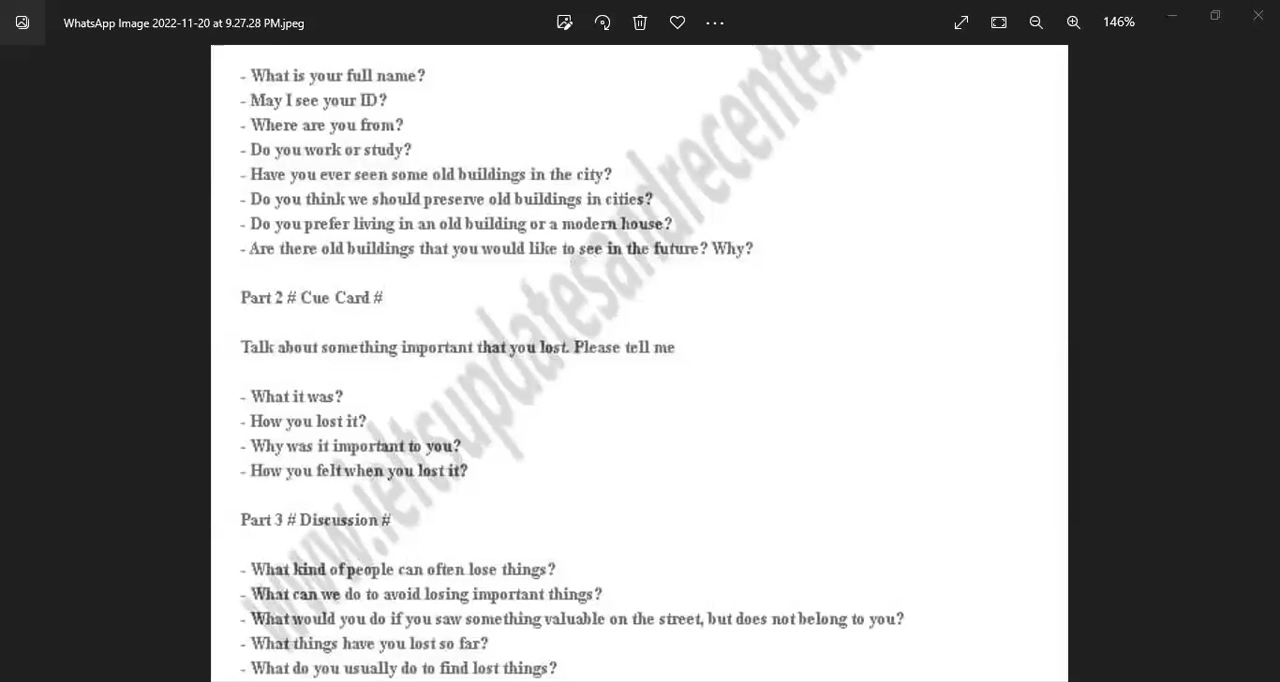 WhatsApp Image 2022-11-20 at 9.27.28 PM.jpeg
146%
- What is your full name?
- May I see your ID?
- Where are you from?
- Do you work or study?
- Have you ever seen some old buildings in the city?
- Do you think we should preserve old buildings in cities?
- Do you prefer living in an old building or a modern house?
- Are there old buildings that you would like to see in the future? Why?
Part 2 # Cue Card #
Talk about something important that you lost. Please tell me
- What it was?
- How you lost it?
- Why was it important to you?
- How you felt when you lost it?
Part 3 # Discussion #
- What kind of people can often lose things?
- What can we do to avoid losing important things?
- What would you do if you saw something valuable on the street, but does not belong to you?
- What things have you lost so far?
- What do you usually do to find lost things?